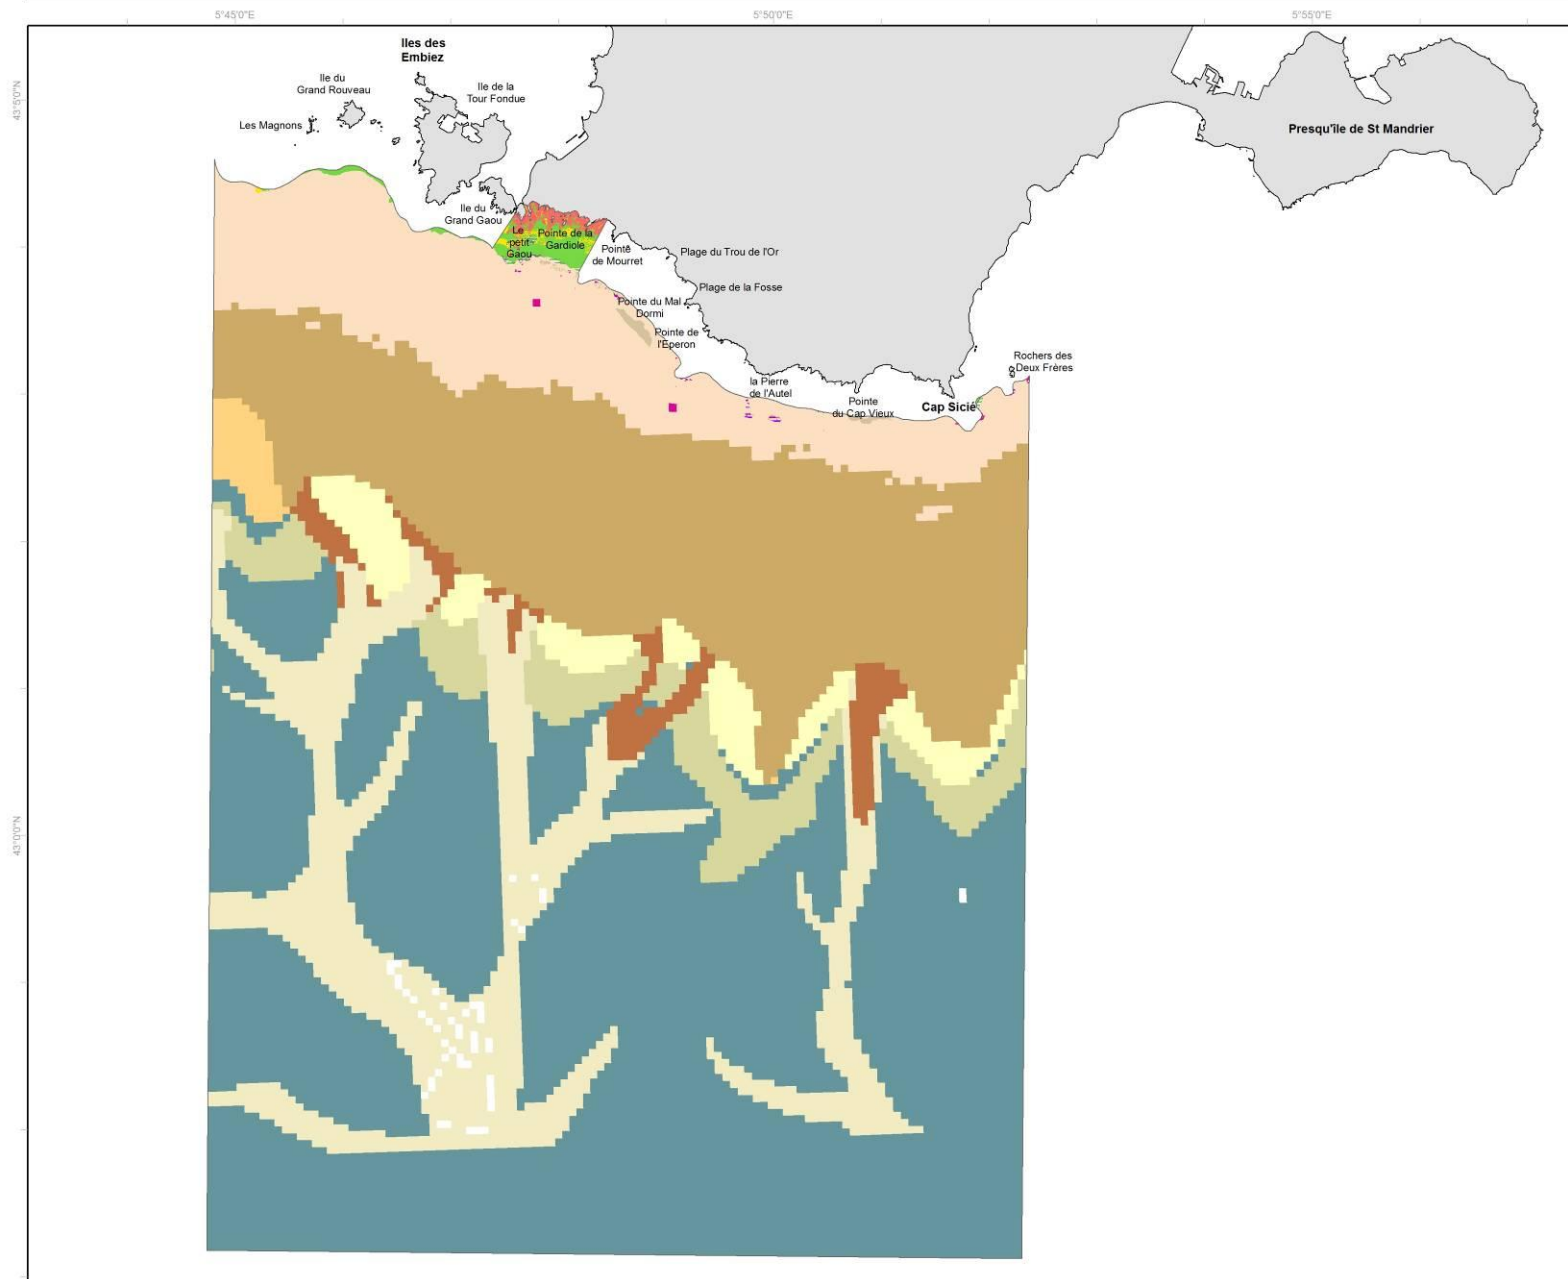 5°45'0"E
5°50'0"E
5°55'0"E
43°5'0"N
43°0'0"N
Iles des
Embiez
Ile du
Grand Rouveau
Ile de la
Tour Fondue
Les Magnons
Presqu'île de St Mandrier
Ile du
Grand Gaou
Le
petit
Gaou
Pointe de la
Gardiole
Pointe
de Mourret
Plage du Trou de l'Or
Plage de la Fosse
Pointe du Mal
Dormi
Pointe de
l'Eperon
Rochers des
Deux Frères
la Pierre
de l'Autel
Pointe
du Cap Vieux
Cap Sicié